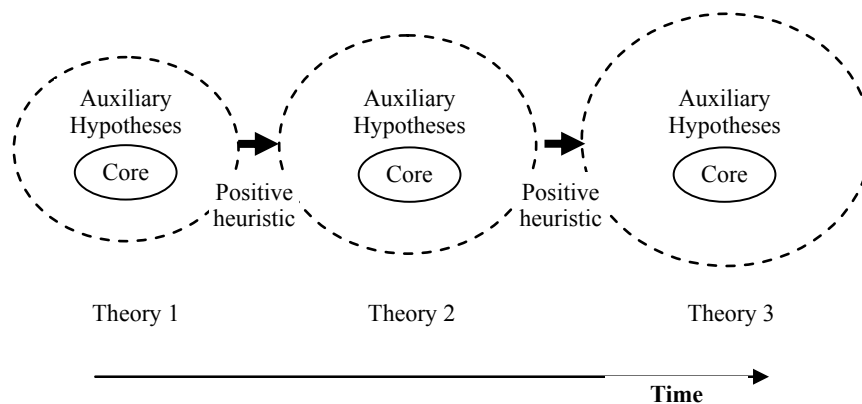 Auxiliary
Hypotheses
Core
Positive
heuristic
Auxiliary
Hypotheses
Core
Positive
heuristic
Auxiliary
Hypotheses
Core
Theory 1
Theory 2
Theory 3
Time